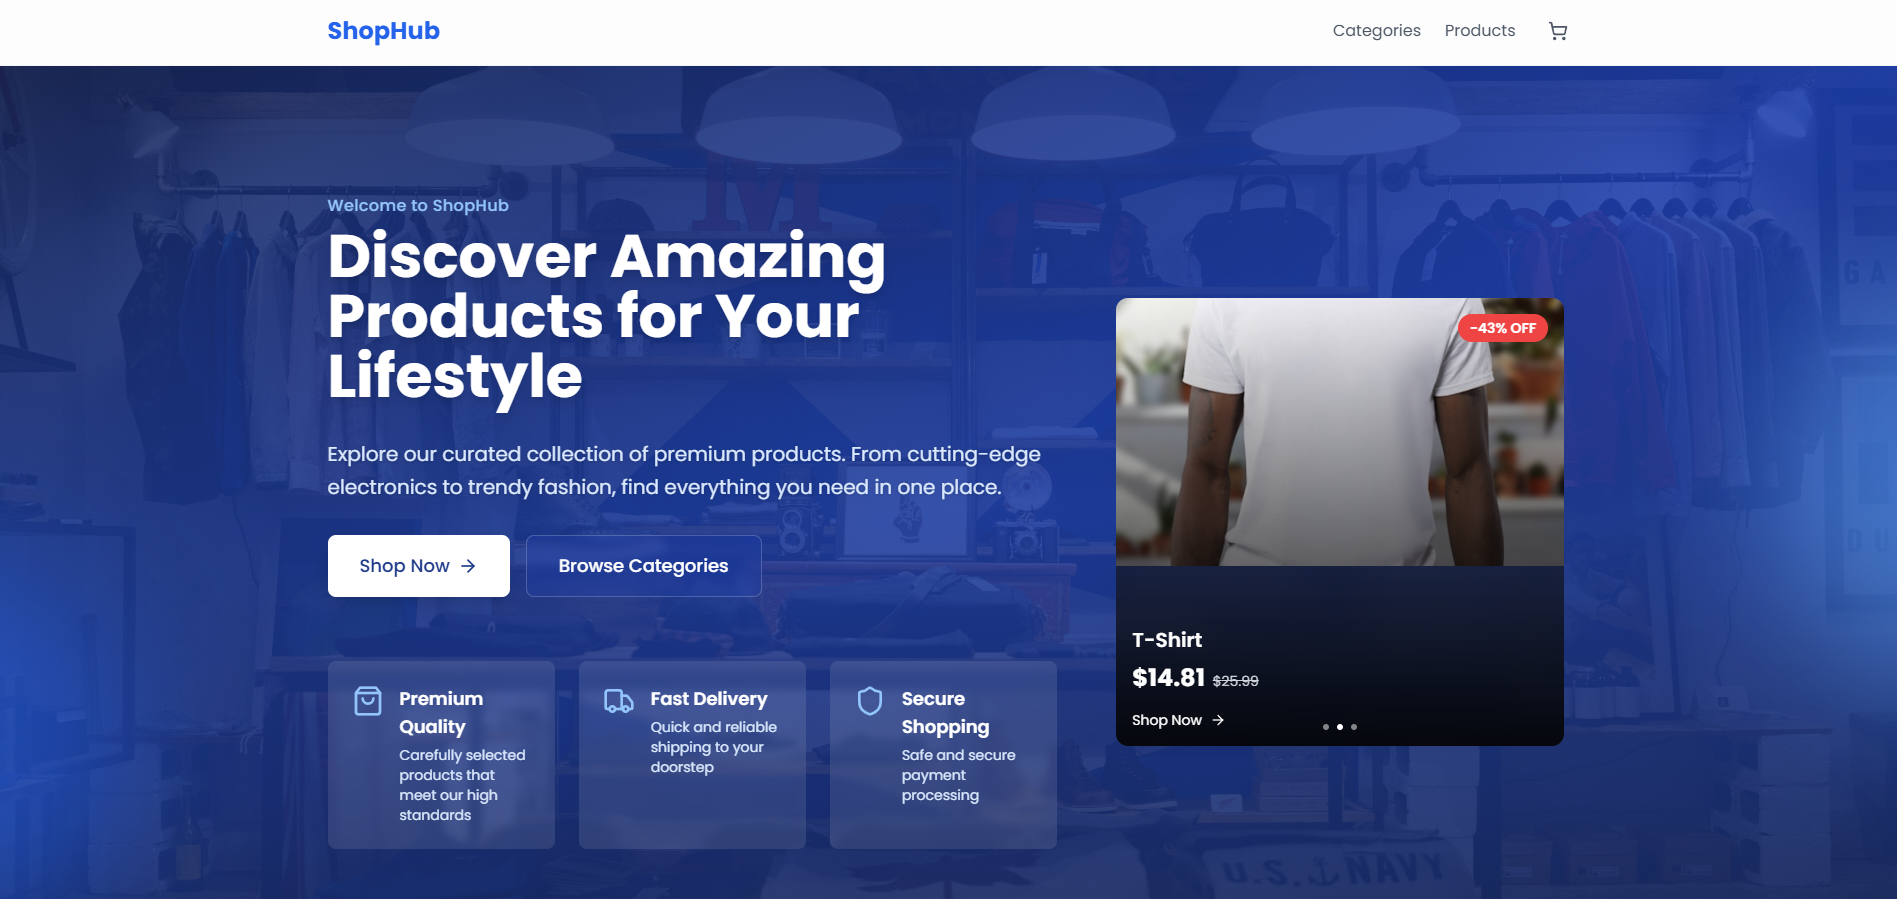 ShopHub
Categories
Products
Welcome to ShopHub
Discover Amazing
Products for Your
Lifestyle
Explore our curated collection of premium products. From cutting-edge
electronics to trendy fashion, find everything you need in one place.
Shop Now
Browse Categories
Premium
Quality
Carefully selected
products that
meet our high
standards
Fast Delivery
Quick and reliable
shipping to your
doorstep
Secure
Shopping
Safe and secure
payment
processing
-43% OFF
T-Shirt
$14.81 $25.99
Shop Now
M
U.S. NAVY